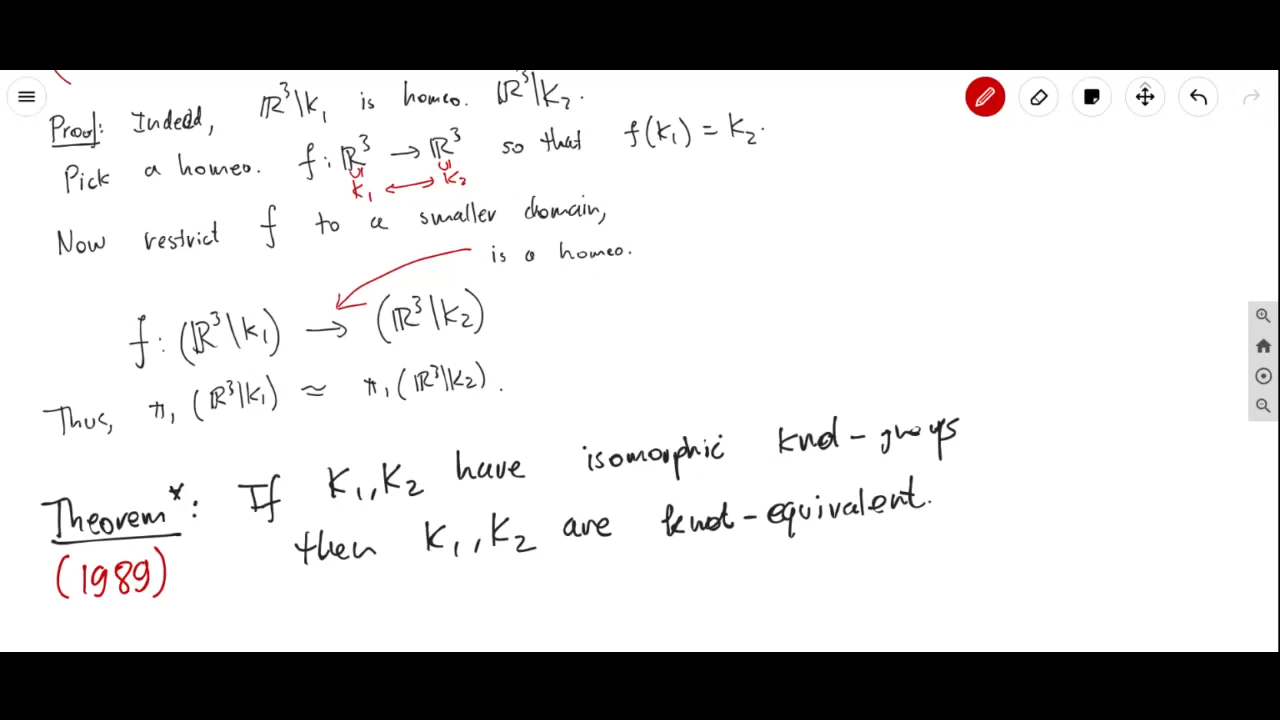 Proof: Indeed, ℝ³\K₁ is homeo. ℝ³\K₂.
Pick a homeo. f: ℝ³ → ℝ³ so that f(K₁) = K₂.
∪ı ∪ı
K₁ ↔ K₂
Now restrict f to a smaller domain,
is a homeo.
f: (ℝ³\K₁) → (ℝ³\K₂)
Thus, π₁(ℝ³\K₁) ≈ π₁(ℝ³\K₂).
Theorem*: If K₁,K₂ have isomorphic knot-groups
then K₁,K₂ are knot-equivalent.
(1989)